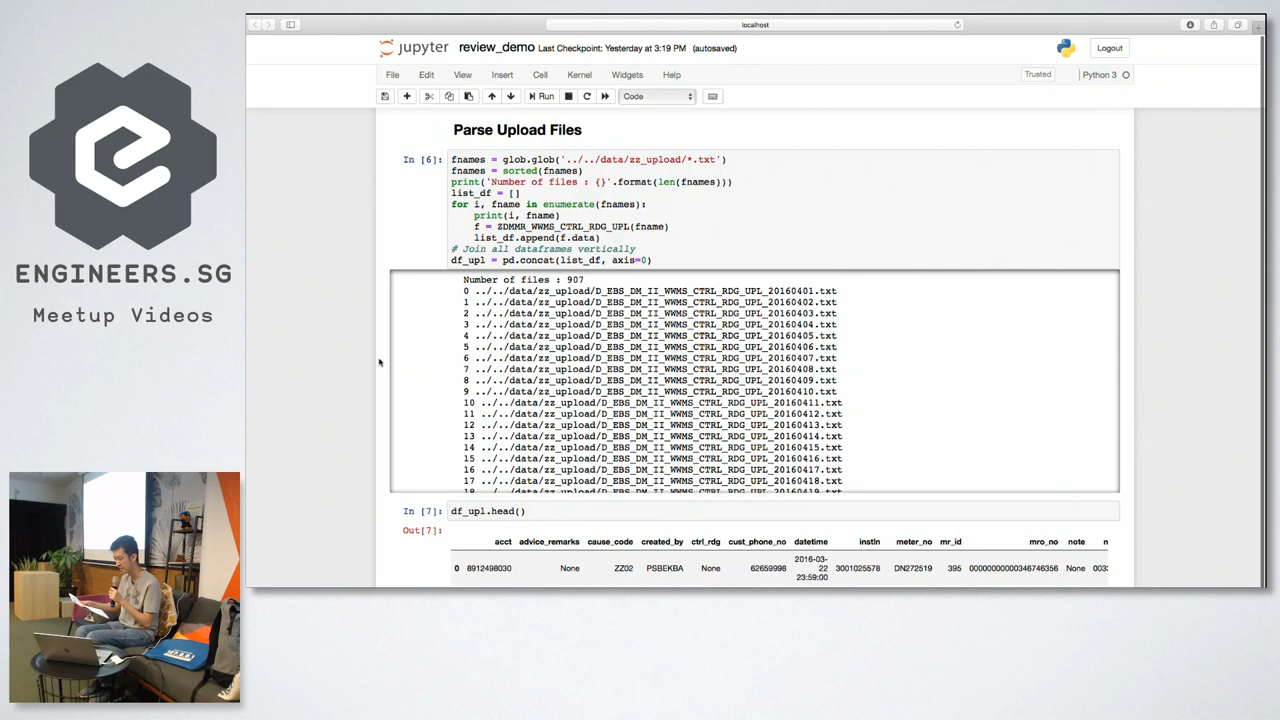 ENGINEERS.SG
Meetup Videos
localhost
jupyter review_demo Last Checkpoint: Yesterday at 3:19 PM (autosaved)
Logout
File Edit View Insert Cell Kernel Widgets Help
Trusted Python 3
Run Code
Parse Upload Files
In [6]: fnames = glob.glob('../../data/zz_upload/*.txt')
fnames = sorted(fnames)
print('Number of files : {}'.format(len(fnames)))
list_df = []
for i, fname in enumerate(fnames):
print(i, fname)
f = ZDMMR_WWMS_CTRL_RDG_UPL(fname)
list_df.append(f.data)
# Join all dataframes vertically
df_upl = pd.concat(list_df, axis=0)
Number of files : 907
0 ../../data/zz_upload/D_EBS_DM_II_WWMS_CTRL_RDG_UPL_20160401.txt
1 ../../data/zz_upload/D_EBS_DM_II_WWMS_CTRL_RDG_UPL_20160402.txt
2 ../../data/zz_upload/D_EBS_DM_II_WWMS_CTRL_RDG_UPL_20160403.txt
3 ../../data/zz_upload/D_EBS_DM_II_WWMS_CTRL_RDG_UPL_20160404.txt
4 ../../data/zz_upload/D_EBS_DM_II_WWMS_CTRL_RDG_UPL_20160405.txt
5 ../../data/zz_upload/D_EBS_DM_II_WWMS_CTRL_RDG_UPL_20160406.txt
6 ../../data/zz_upload/D_EBS_DM_II_WWMS_CTRL_RDG_UPL_20160407.txt
7 ../../data/zz_upload/D_EBS_DM_II_WWMS_CTRL_RDG_UPL_20160408.txt
8 ../../data/zz_upload/D_EBS_DM_II_WWMS_CTRL_RDG_UPL_20160409.txt
9 ../../data/zz_upload/D_EBS_DM_II_WWMS_CTRL_RDG_UPL_20160410.txt
10 ../../data/zz_upload/D_EBS_DM_II_WWMS_CTRL_RDG_UPL_20160411.txt
11 ../../data/zz_upload/D_EBS_DM_II_WWMS_CTRL_RDG_UPL_20160412.txt
12 ../../data/zz_upload/D_EBS_DM_II_WWMS_CTRL_RDG_UPL_20160413.txt
13 ../../data/zz_upload/D_EBS_DM_II_WWMS_CTRL_RDG_UPL_20160414.txt
14 ../../data/zz_upload/D_EBS_DM_II_WWMS_CTRL_RDG_UPL_20160415.txt
15 ../../data/zz_upload/D_EBS_DM_II_WWMS_CTRL_RDG_UPL_20160416.txt
16 ../../data/zz_upload/D_EBS_DM_II_WWMS_CTRL_RDG_UPL_20160417.txt
17 ../../data/zz_upload/D_EBS_DM_II_WWMS_CTRL_RDG_UPL_20160418.txt
18 ../../data/zz_upload/D_EBS_DM_II_WWMS_CTRL_RDG_UPL_20160419.txt
In [7]: df_upl.head()
Out[7]:
acct advice_remarks cause_code created_by ctrl_rdg cust_phone_no datetime instln meter_no mr_id mro_no note n
0 8912498030 None ZZ02 PSBEKBA None 62659998 2016-03-22 23:59:00 3001025578 DN272519 395 00000000000346746356 None 003